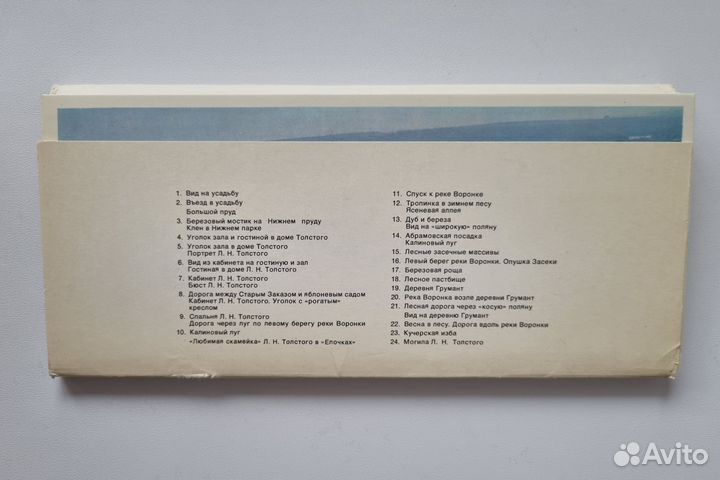 1. Вид на усадьбу
2. Въезд в усадьбу
Большой пруд
3. Березовый мостик на Нижнем пруду
Клен в Нижнем парке
4. Уголок зала и гостиной в доме Толстого
5. Уголок зала в доме Толстого
Портрет Л. Н. Толстого
6. Вид из кабинета на гостиную и зал
Гостиная в доме Л. Н. Толстого
7. Кабинет Л. Н. Толстого
Бюст Л. Н. Толстого
8. Дорога между Старым Заказом и яблоневым садом
Кабинет Л. Н. Толстого. Уголок с «рогатым»
креслом
9. Спальня Л. Н. Толстого
Дорога через луг по левому берегу реки Воронки
10. Калиновый луг
«Любимая скамейка» Л. Н. Толстого в «Елочках»
11. Спуск к реке Воронке
12. Тропинка в зимнем лесу
Ясеневая аллея
13. Дуб и береза
Вид на «широкую» поляну
14. Абрамовская посадка
Калиновый луг
15. Лесные засечные массивы
16. Левый берег реки Воронки. Опушка Засеки
17. Березовая роща
18. Лесное пастбище
19. Деревня Грумант
20. Река Воронка возле деревни Грумант
21. Лесная дорога через «косую» поляну
Вид на деревню Грумант
22. Весна в лесу. Дорога вдоль реки Воронки
23. Кучерская изба
24. Могила Л. Н. Толстого
Avito